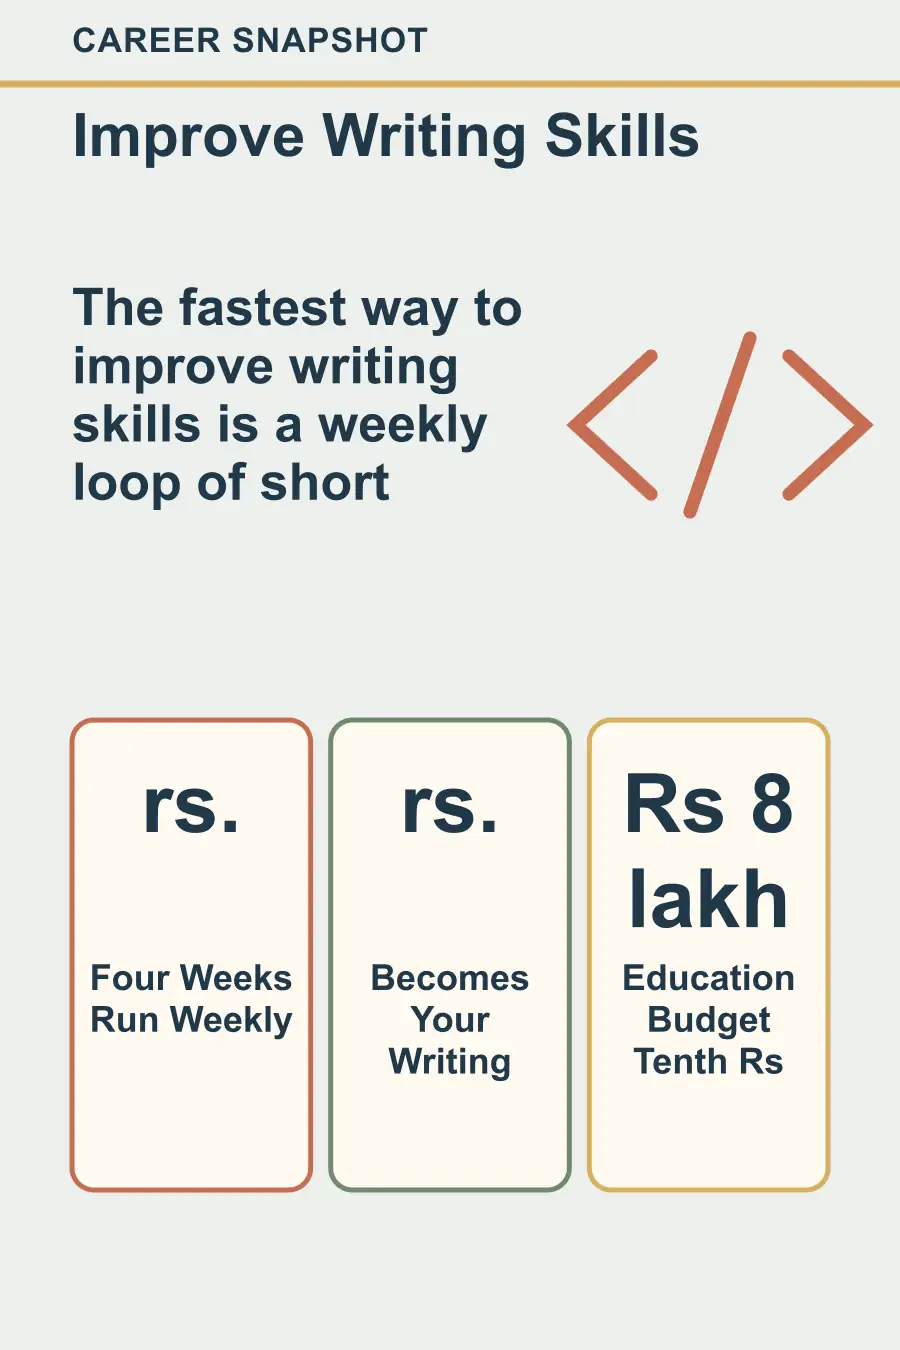 CAREER SNAPSHOT
Improve Writing Skills
The fastest way to
improve writing
skills is a weekly
loop of short
rs.
Four Weeks
Run Weekly
rs.
Becomes
Your
Writing
Rs 8
lakh
Education
Budget
Tenth Rs